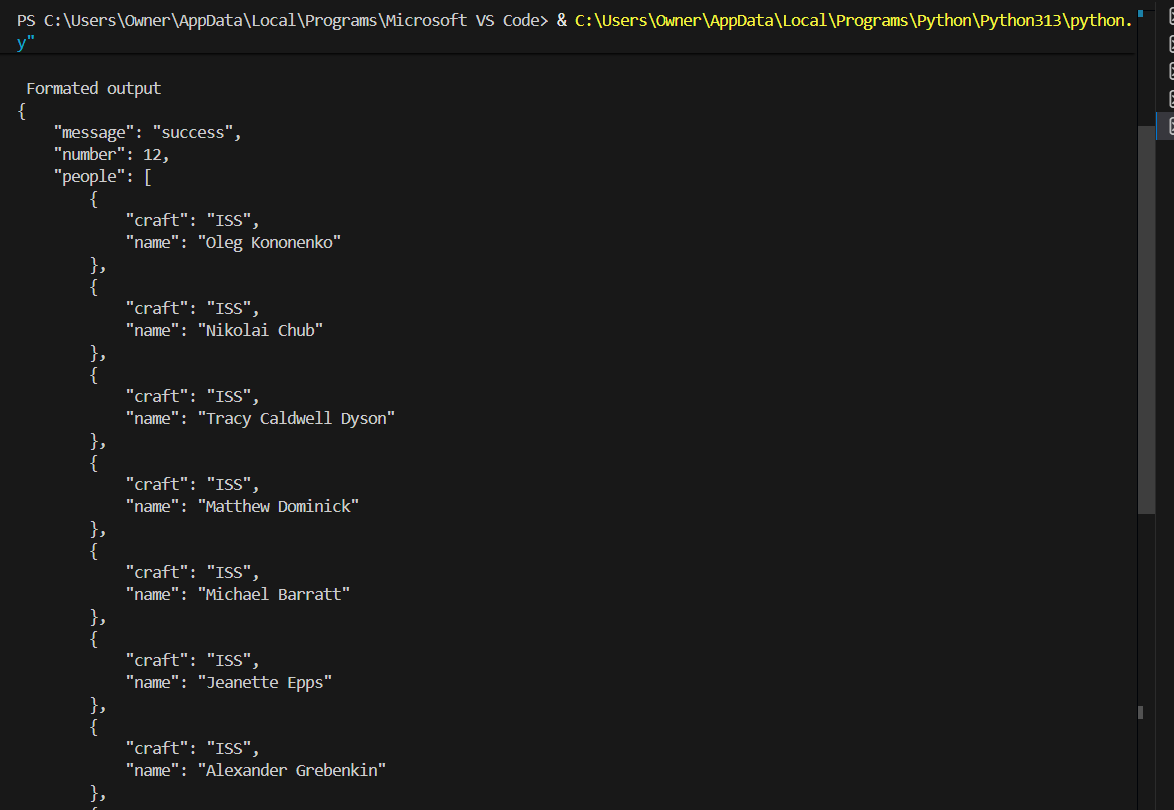 PS C:\Users\Owner\AppData\Local\Programs\Microsoft VS Code> & C:\Users\Owner\AppData\Local\Programs\Python\Python313\python.
y"
Formated output
{
    "message": "success",
    "number": 12,
    "people": [
        {
            "craft": "ISS",
            "name": "Oleg Kononenko"
        },
        {
            "craft": "ISS",
            "name": "Nikolai Chub"
        },
        {
            "craft": "ISS",
            "name": "Tracy Caldwell Dyson"
        },
        {
            "craft": "ISS",
            "name": "Matthew Dominick"
        },
        {
            "craft": "ISS",
            "name": "Michael Barratt"
        },
        {
            "craft": "ISS",
            "name": "Jeanette Epps"
        },
        {
            "craft": "ISS",
            "name": "Alexander Grebenkin"
        },
        {